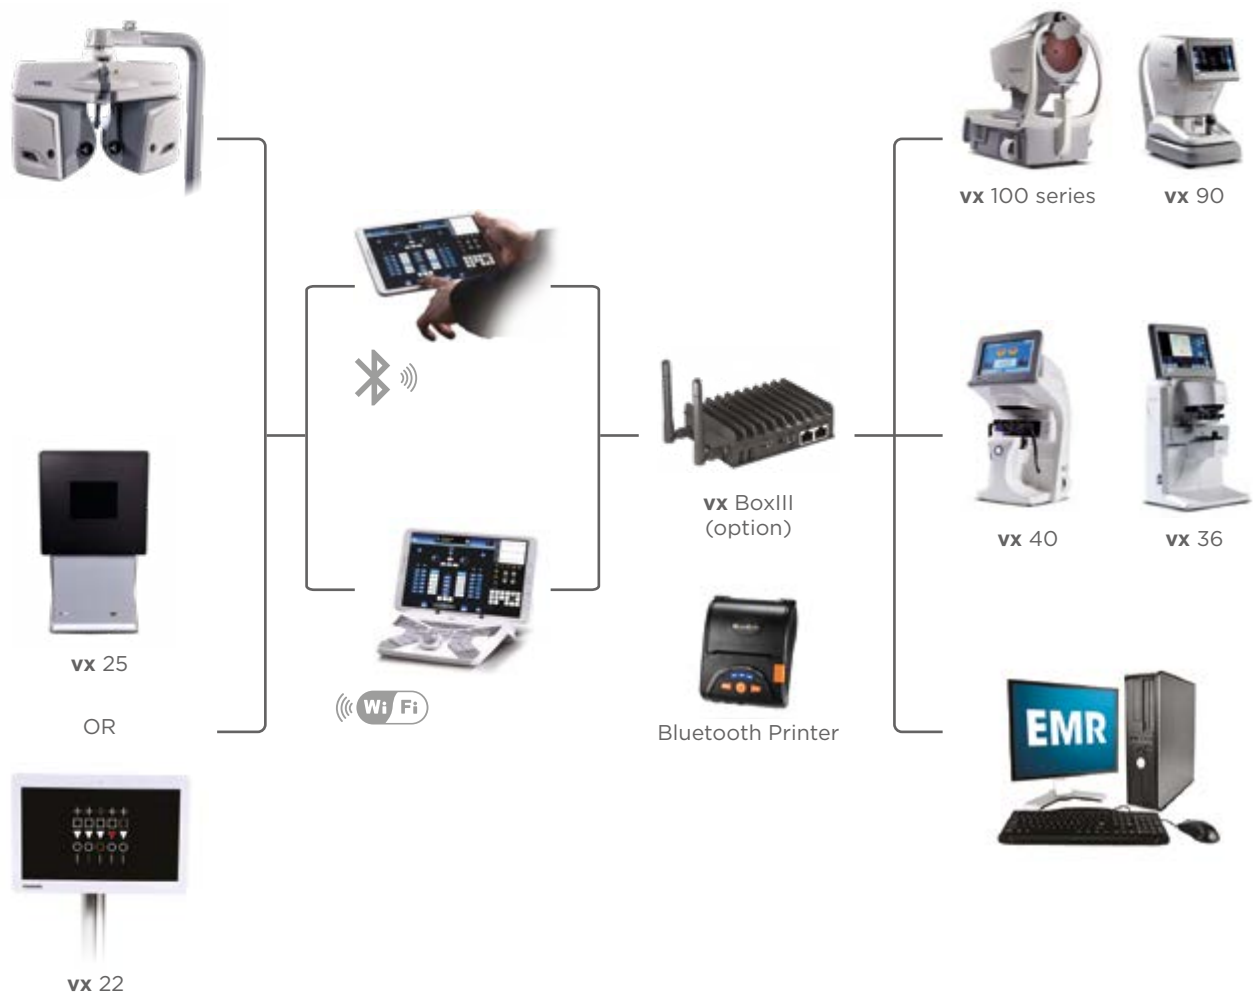 vx 100 series
vx 90
vx BoxIII
(option)
vx 40
vx 36
vx 25
OR
Wi Fi
Bluetooth Printer
EMR
vx 22